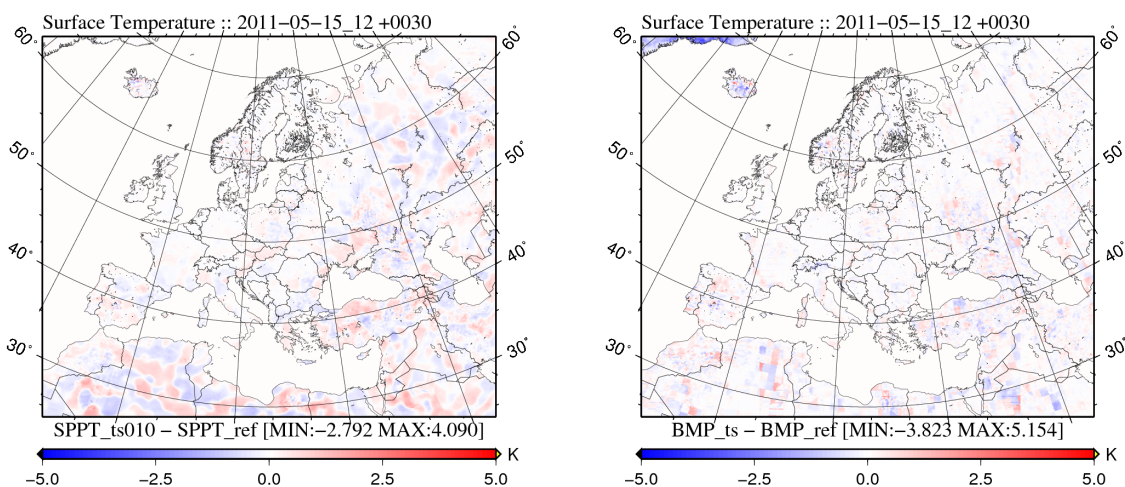 Surface Temperature :: 2011−05−15_12 +0030
60˚ 60˚
50˚ 50˚
40˚ 40˚
30˚ 30˚
SPPT_ts010 − SPPT_ref [MIN:−2.792 MAX:4.090]
K
−5.0 −2.5 0.0 2.5 5.0
Surface Temperature :: 2011−05−15_12 +0030
60˚ 60˚
50˚ 50˚
40˚ 40˚
30˚ 30˚
BMP_ts − BMP_ref [MIN:−3.823 MAX:5.154]
K
−5.0 −2.5 0.0 2.5 5.0